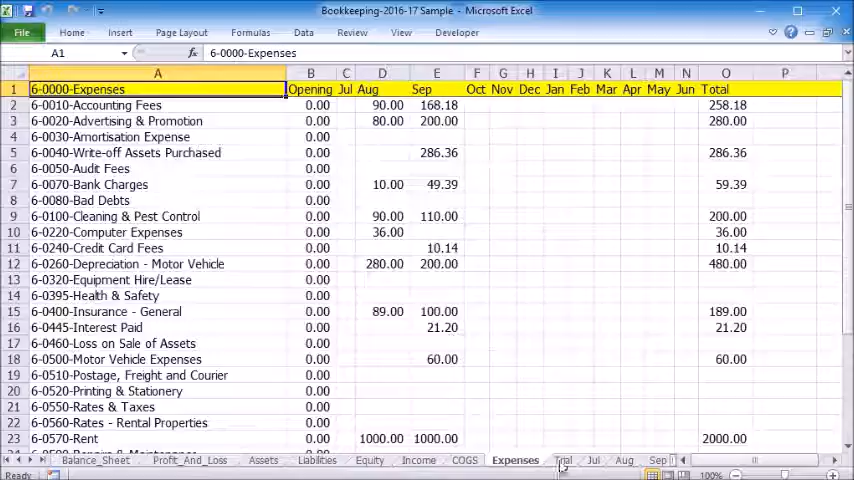 Bookkeeping-2016-17 Sample - Microsoft Excel
File Home Insert Page Layout Formulas Data Review View Developer
A1 fx 6-0000-Expenses
A B C D E F G H I J K L M N O P
1 6-0000-Expenses Opening Jul Aug Sep Oct Nov Dec Jan Feb Mar Apr May Jun Total
2 6-0010-Accounting Fees 0.00 90.00 168.18 258.18
3 6-0020-Advertising & Promotion 0.00 80.00 200.00 280.00
4 6-0030-Amortisation Expense 0.00
5 6-0040-Write-off Assets Purchased 0.00 286.36 286.36
6 6-0050-Audit Fees 0.00
7 6-0070-Bank Charges 0.00 10.00 49.39 59.39
8 6-0080-Bad Debts 0.00
9 6-0100-Cleaning & Pest Control 0.00 90.00 110.00 200.00
10 6-0220-Computer Expenses 0.00 36.00 36.00
11 6-0240-Credit Card Fees 0.00 10.14 10.14
12 6-0260-Depreciation - Motor Vehicle 0.00 280.00 200.00 480.00
13 6-0320-Equipment Hire/Lease 0.00
14 6-0395-Health & Safety 0.00
15 6-0400-Insurance - General 0.00 89.00 100.00 189.00
16 6-0445-Interest Paid 0.00 21.20 21.20
17 6-0460-Loss on Sale of Assets 0.00
18 6-0500-Motor Vehicle Expenses 0.00 60.00 60.00
19 6-0510-Postage, Freight and Courier 0.00
20 6-0520-Printing & Stationery 0.00
21 6-0550-Rates & Taxes 0.00
22 6-0560-Rates - Rental Properties 0.00
23 6-0570-Rent 0.00 1000.00 1000.00 2000.00
Balance_Sheet Profit_And_Loss Assets Liabilities Equity Income COGS Expenses Trial Jul Aug Sep
Ready 100%